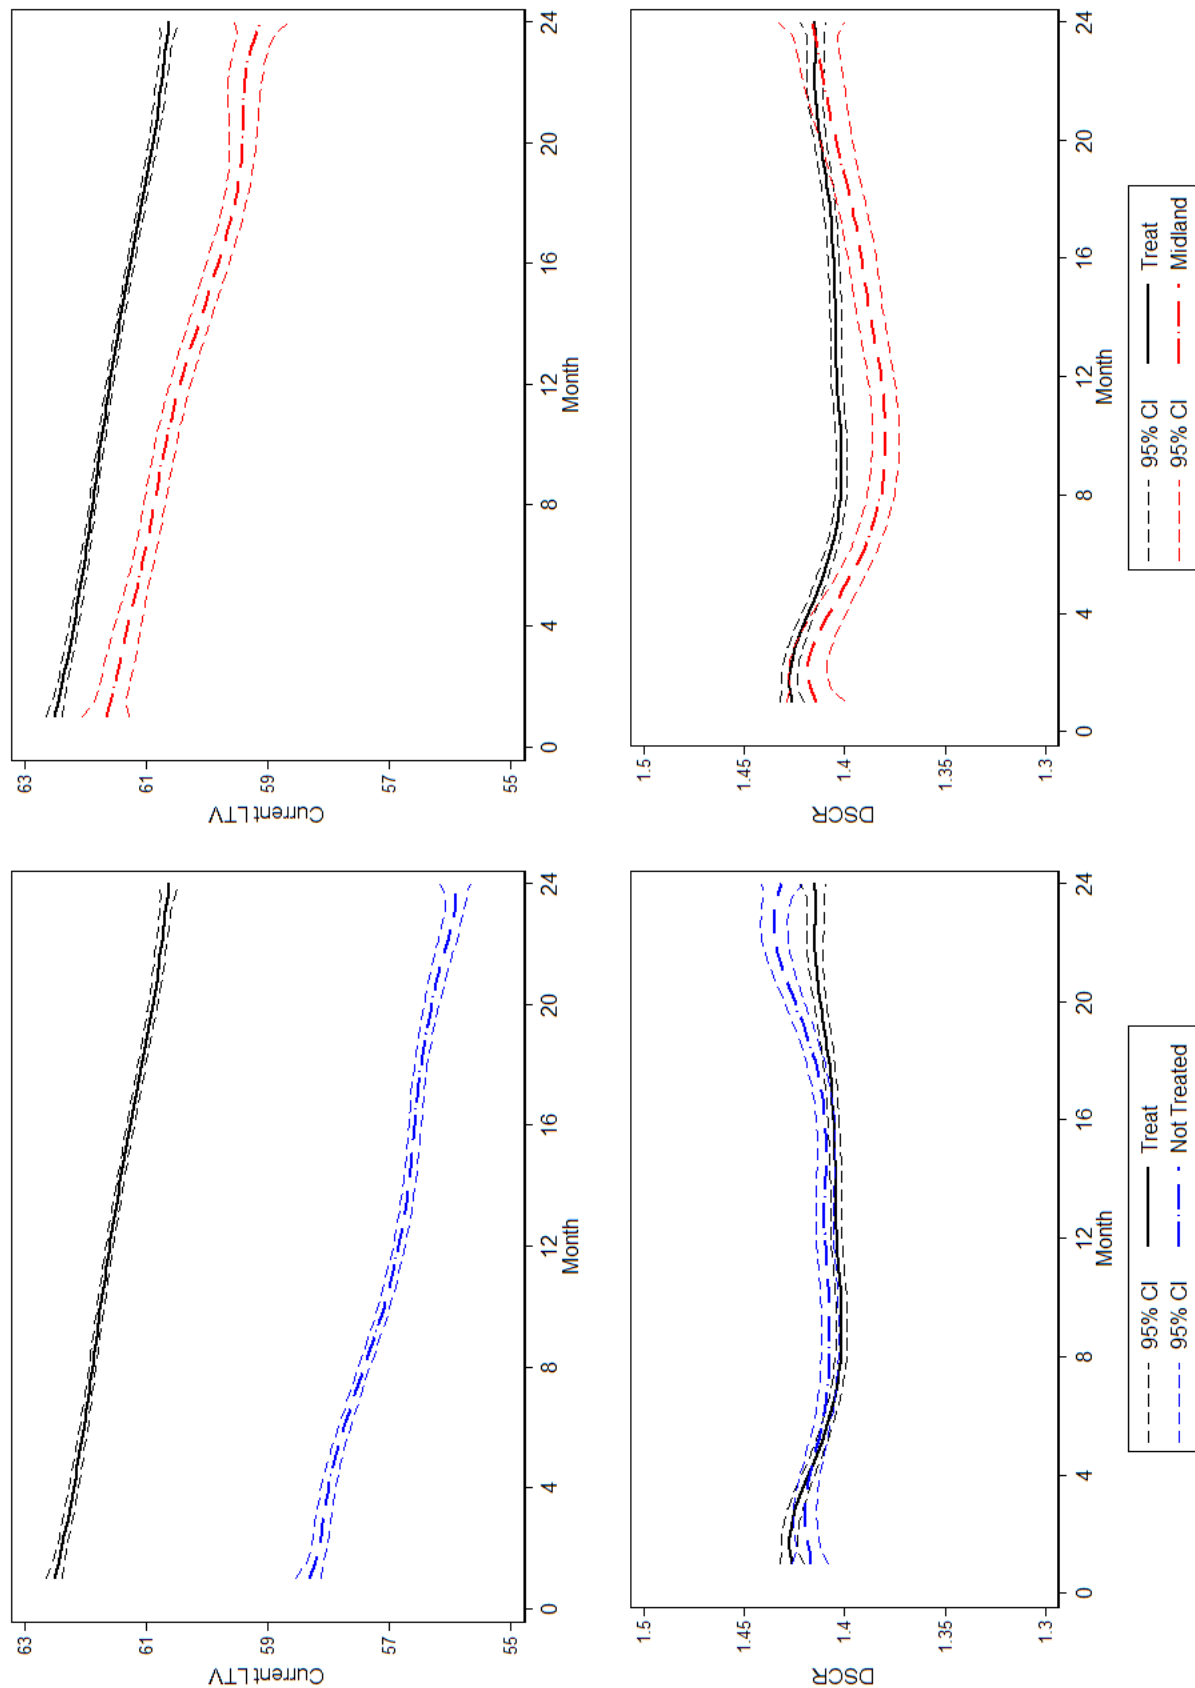 Current LTV
63
61
59
57
55
0 4 8 12 16 20 24
Month
Current LTV
63
61
59
57
55
0 4 8 12 16 20 24
Month
DSCR
1.5
1.45
1.4
1.35
1.3
0 4 8 12 16 20 24
Month
95% CI Treat
95% CI Not Treated
DSCR
1.5
1.45
1.4
1.35
1.3
0 4 8 12 16 20 24
Month
95% CI Treat
95% CI Midland